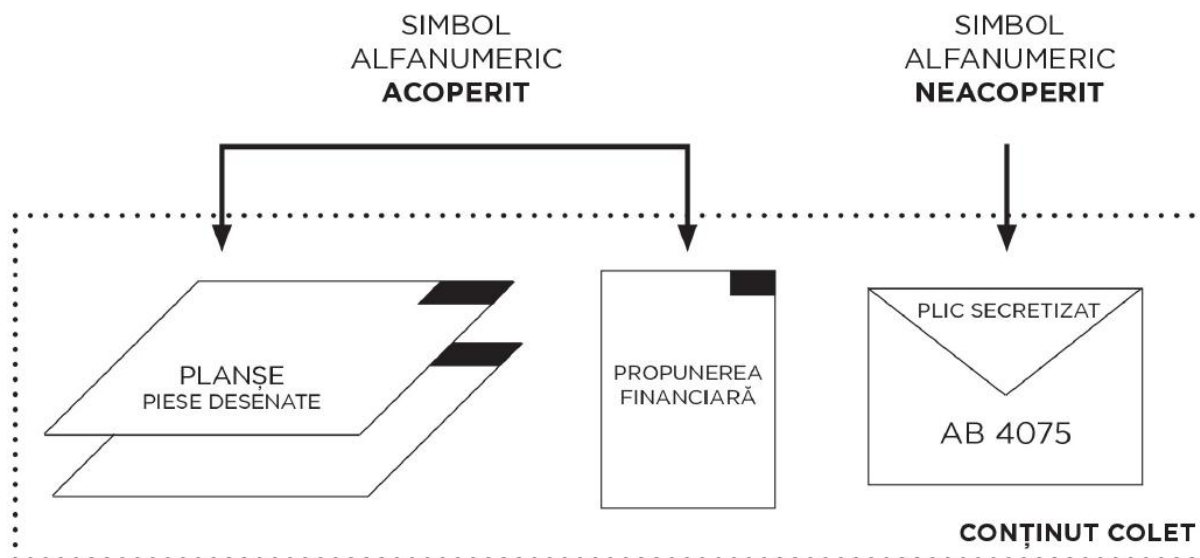 SIMBOL
ALFANUMERIC
ACOPERIT
SIMBOL
ALFANUMERIC
NEACOPERIT
PLANȘE
PIESE DESENATE
PROPUNEREA
FINANCIARĂ
PLIC SECRETIZAT
AB 4075
CONȚINUT COLET